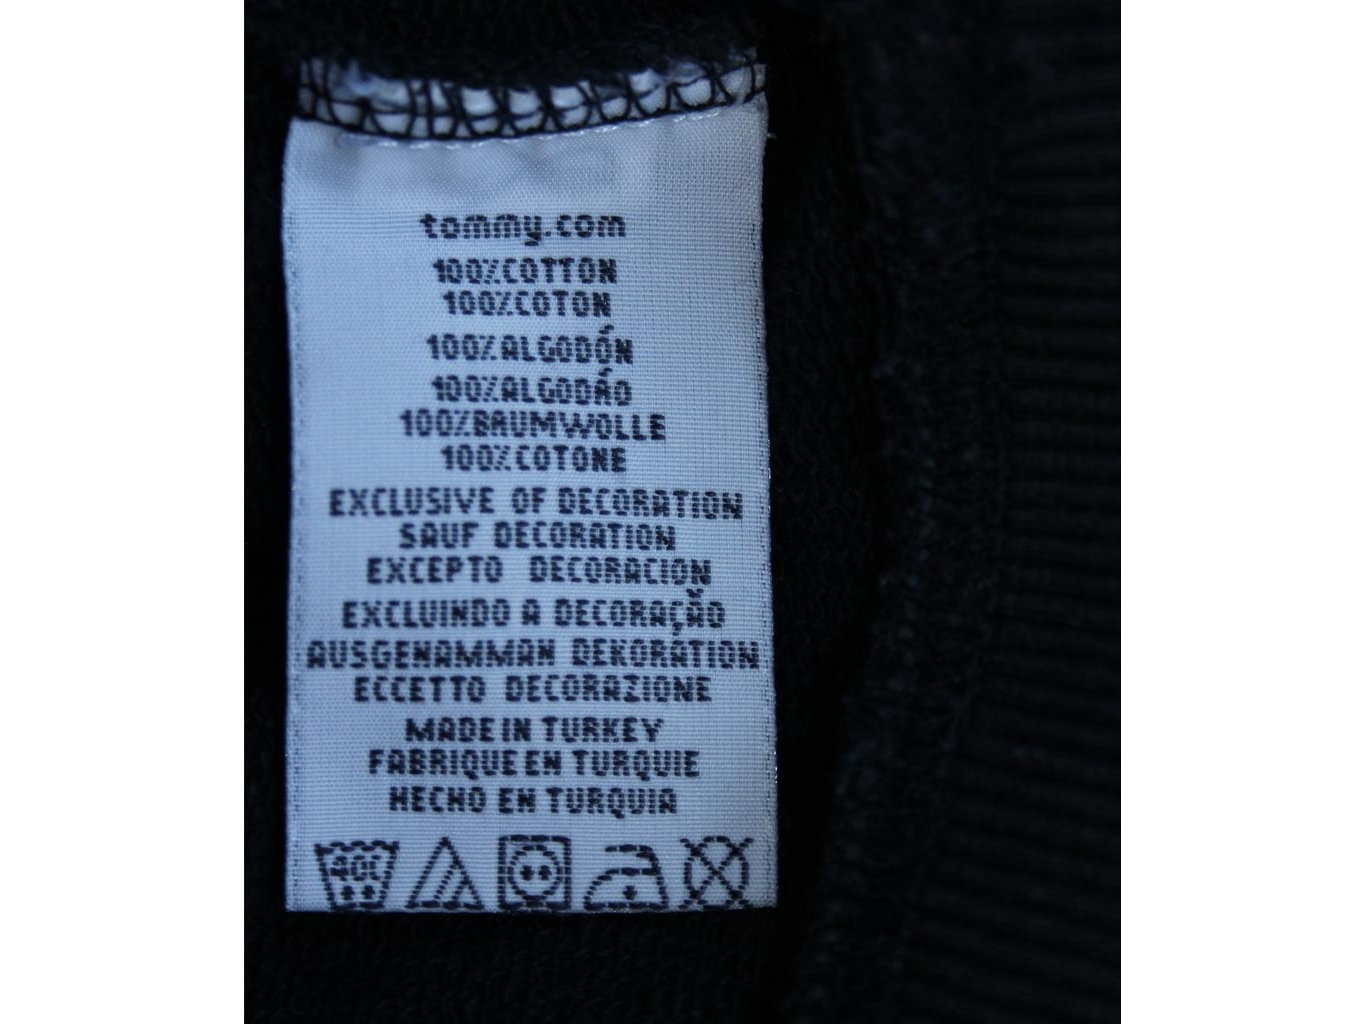 tommy.com
100%COTTON
100%COTON
100%ALGODÓN
100%ALGODÃO
100%BAUMWOLLE
100%COTONE
EXCLUSIVE OF DECORATION
SAUF DECORATION
EXCEPTO DECORACION
EXCLUINDO A DECORAÇÃO
AUSGENAMMAN DEKORATION
ECCETTO DECORAZIONE
MADE IN TURKEY
FABRIQUE EN TURQUIE
HECHO EN TURQUIA
40C